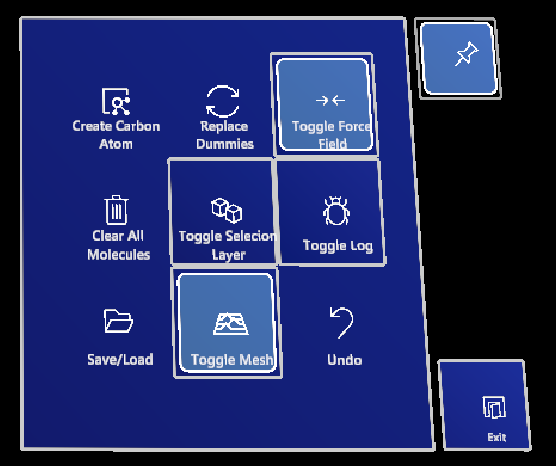 Create Carbon
Atom
Replace
Dummies
Toggle Force
Field
Clear All
Molecules
Toggle Selecion
Layer
Toggle Log
Save/Load
Toggle Mesh
Undo
Exit